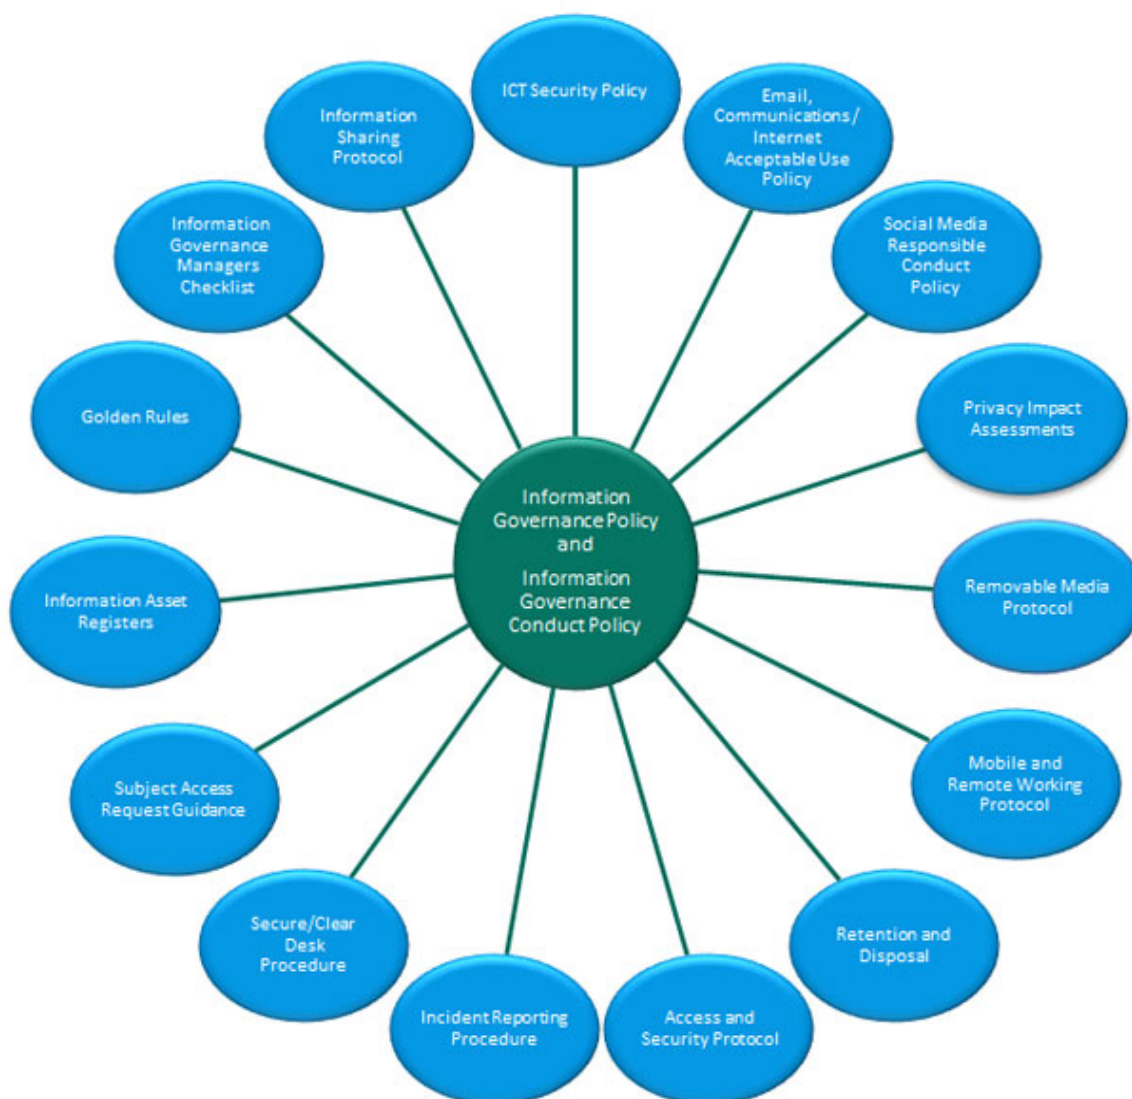 ICT Security Policy
Email,
Communications /
Internet
Acceptable Use
Policy
Social Media
Responsible
Conduct
Policy
Privacy Impact
Assessments
Removable Media
Protocol
Mobile and
Remote Working
Protocol
Retention and
Disposal
Access and
Security Protocol
Incident Reporting
Procedure
Secure/Clear
Desk
Procedure
Subject Access
Request Guidance
Information Asset
Registers
Golden Rules
Information
Governance
Managers
Checklist
Information
Sharing
Protocol
Information
Governance Policy
and
Information
Governance
Conduct Policy